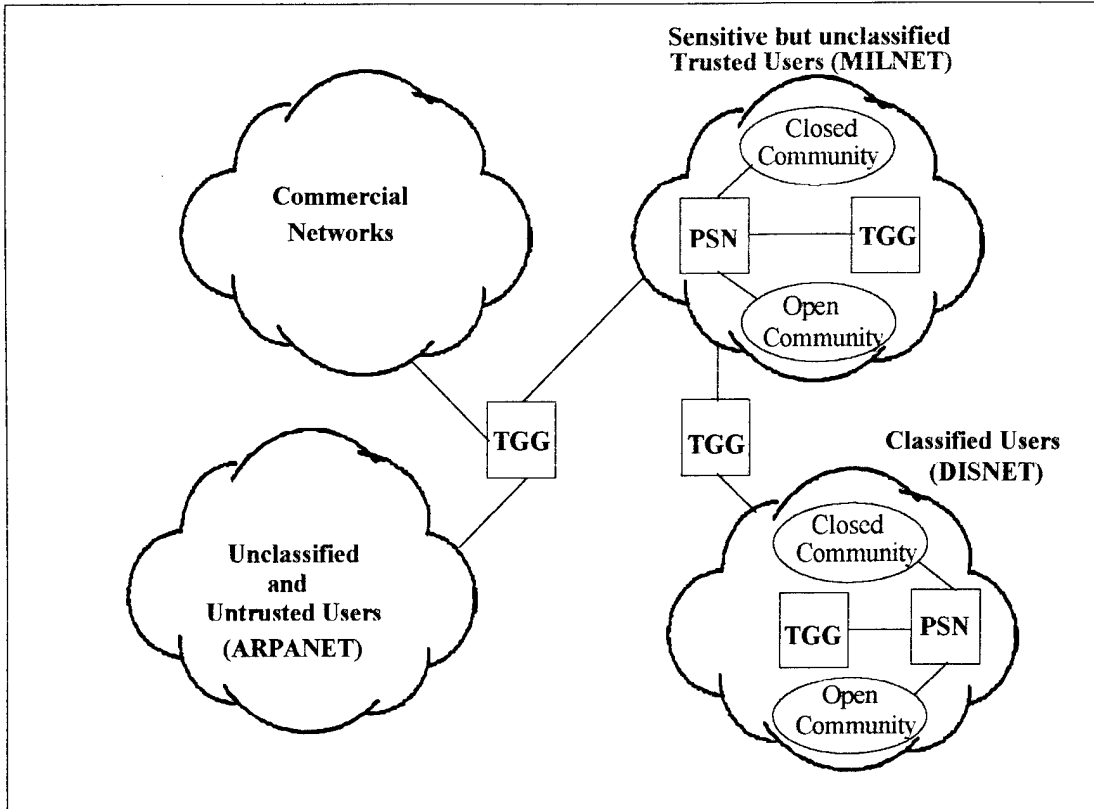 Sensitive but unclassified
Trusted Users (MILNET)
Commercial
Networks
Closed
Community
PSN
TGG
Open
Community
TGG
TGG
Unclassified
and
Untrusted Users
(ARPANET)
Classified Users
(DISNET)
Closed
Community
TGG
PSN
Open
Community